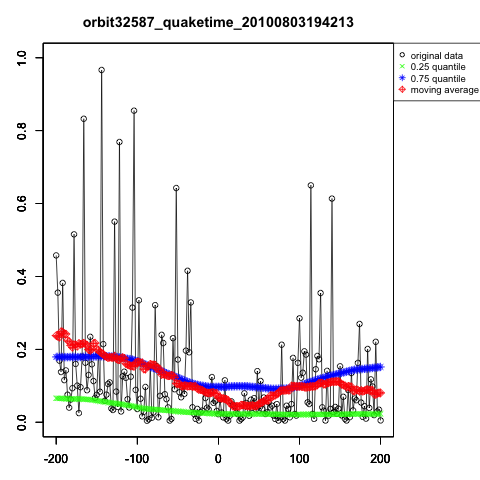 orbit32587_quaketime_20100803194213
original data
0.25 quantile
0.75 quantile
moving average
1.0
0.8
0.6
0.4
0.2
0.0
-200 -100 0 100 200